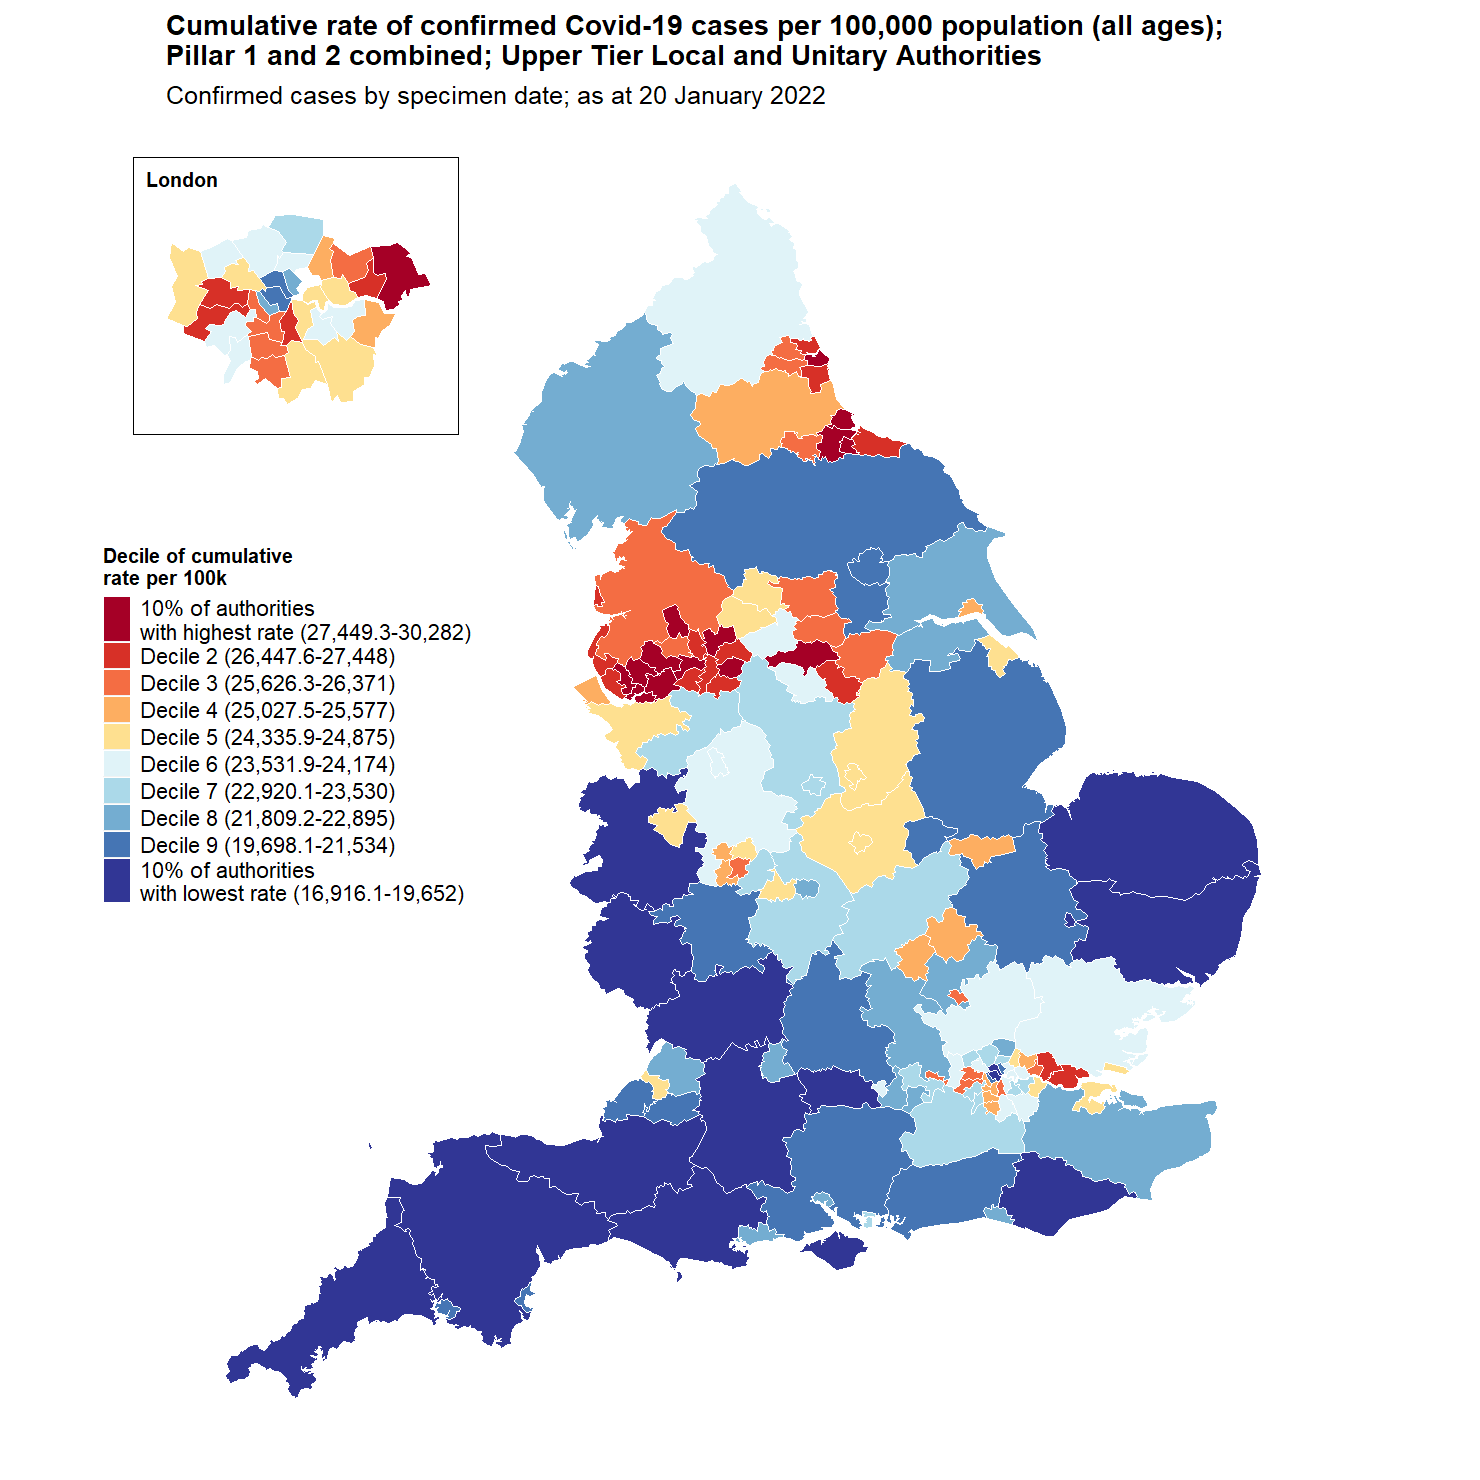 Cumulative rate of confirmed Covid-19 cases per 100,000 population (all ages);
Pillar 1 and 2 combined; Upper Tier Local and Unitary Authorities
Confirmed cases by specimen date; as at 20 January 2022
London
Decile of cumulative
rate per 100k
10% of authorities
with highest rate (27,449.3-30,282)
Decile 2 (26,447.6-27,448)
Decile 3 (25,626.3-26,371)
Decile 4 (25,027.5-25,577)
Decile 5 (24,335.9-24,875)
Decile 6 (23,531.9-24,174)
Decile 7 (22,920.1-23,530)
Decile 8 (21,809.2-22,895)
Decile 9 (19,698.1-21,534)
10% of authorities
with lowest rate (16,916.1-19,652)